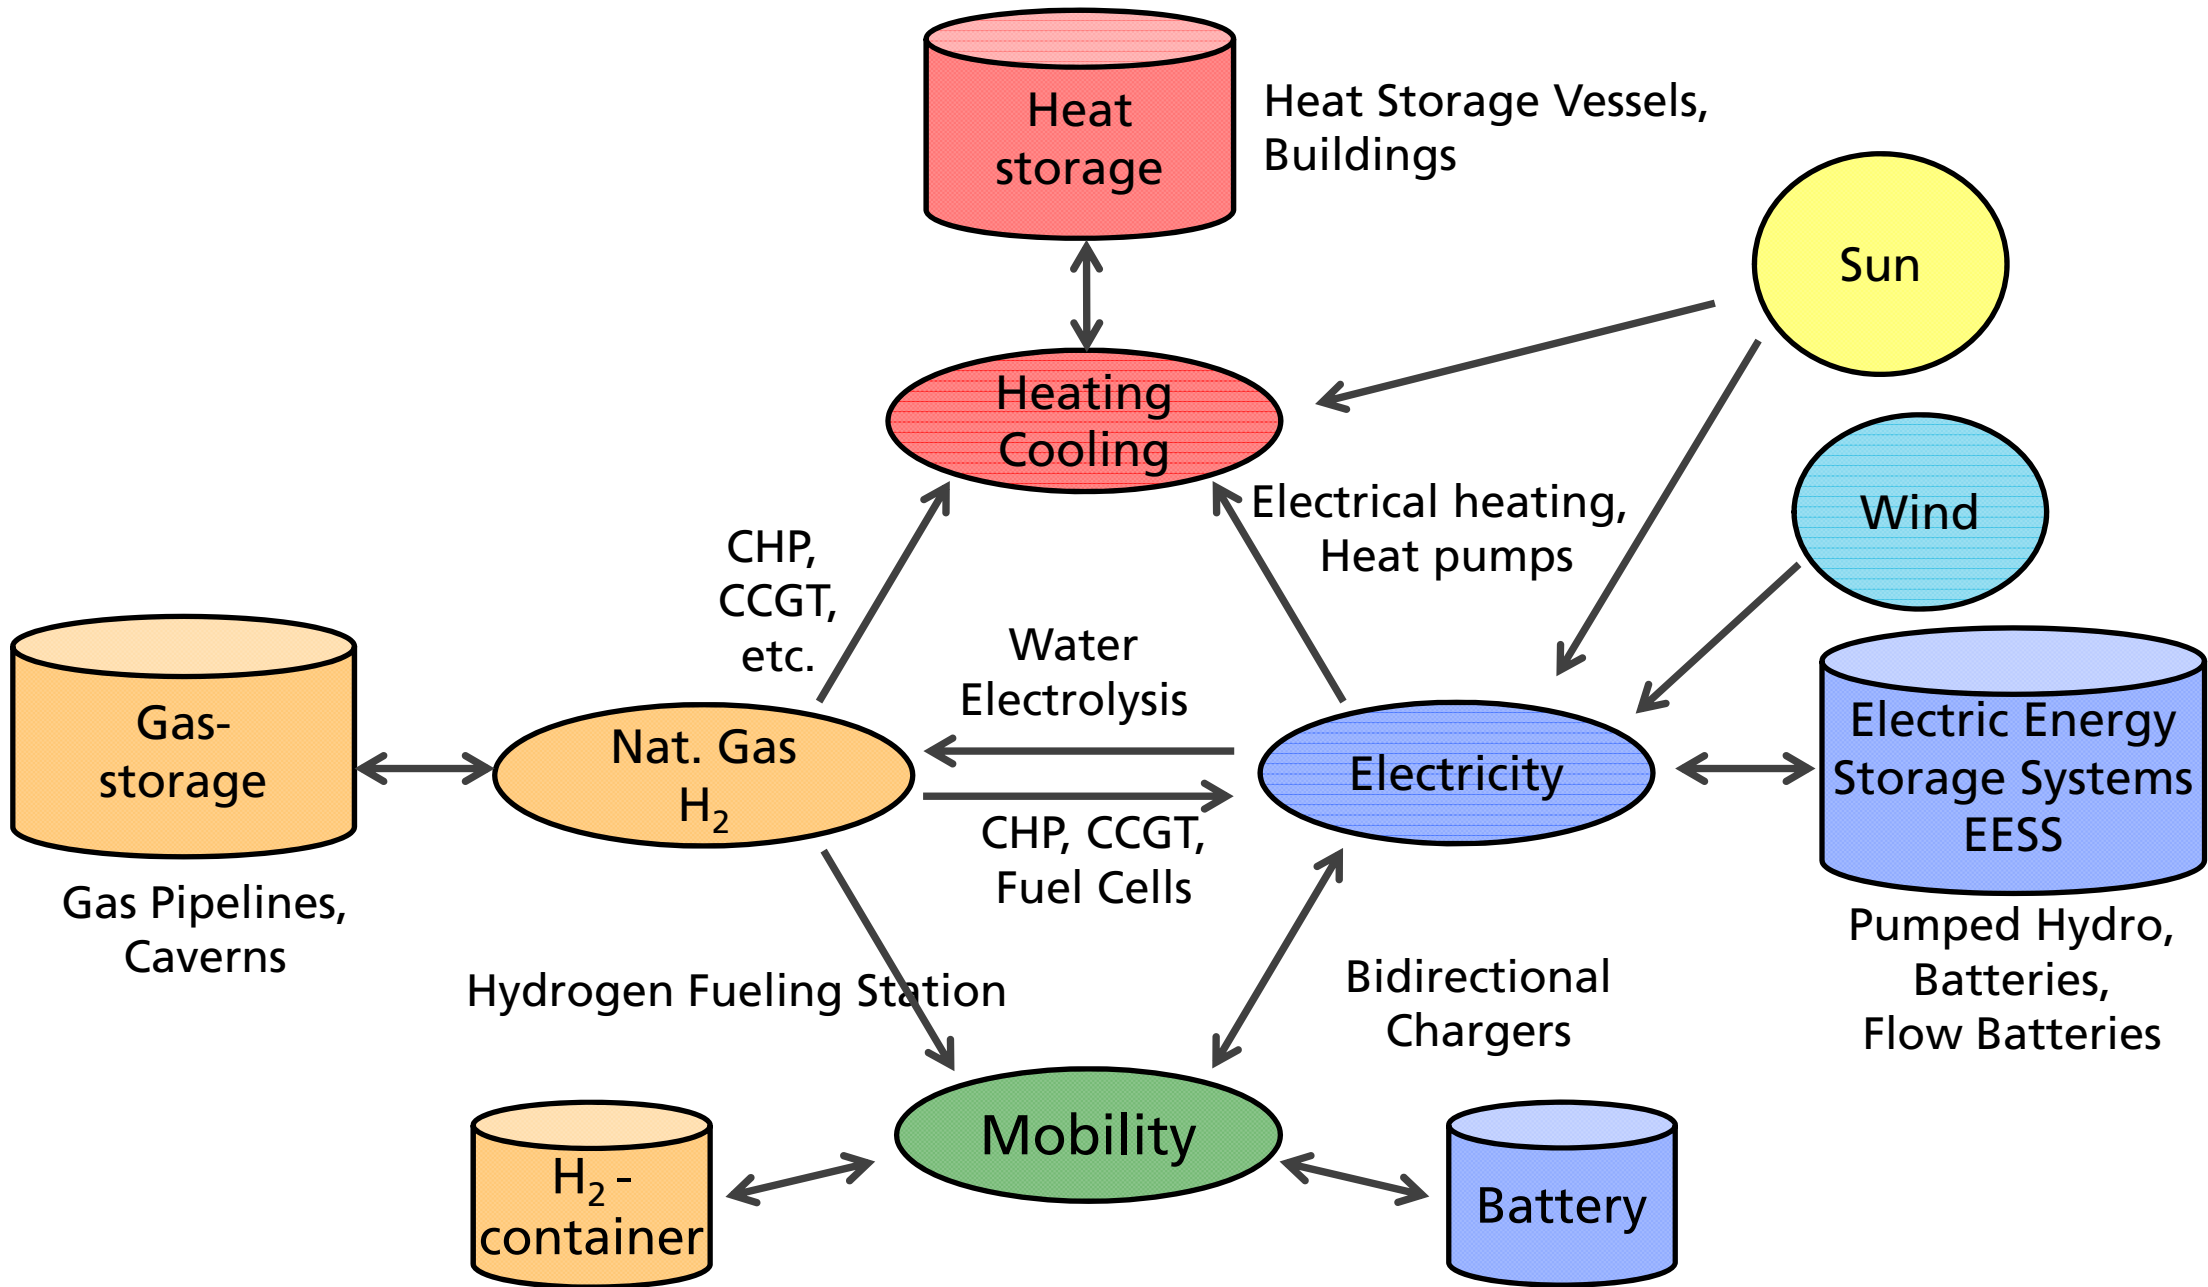 Heat
storage
Heat Storage Vessels,
Buildings
Sun
Heating
Cooling
Wind
Electrical heating,
Heat pumps
CHP,
CCGT,
etc.
Water
Electrolysis
Gas-
storage
Nat. Gas
H₂
Electricity
Electric Energy
Storage Systems
EESS
CHP, CCGT,
Fuel Cells
Gas Pipelines,
Caverns
Pumped Hydro,
Batteries,
Flow Batteries
Hydrogen Fueling Station
Bidirectional
Chargers
Mobility
H₂ -
container
Battery